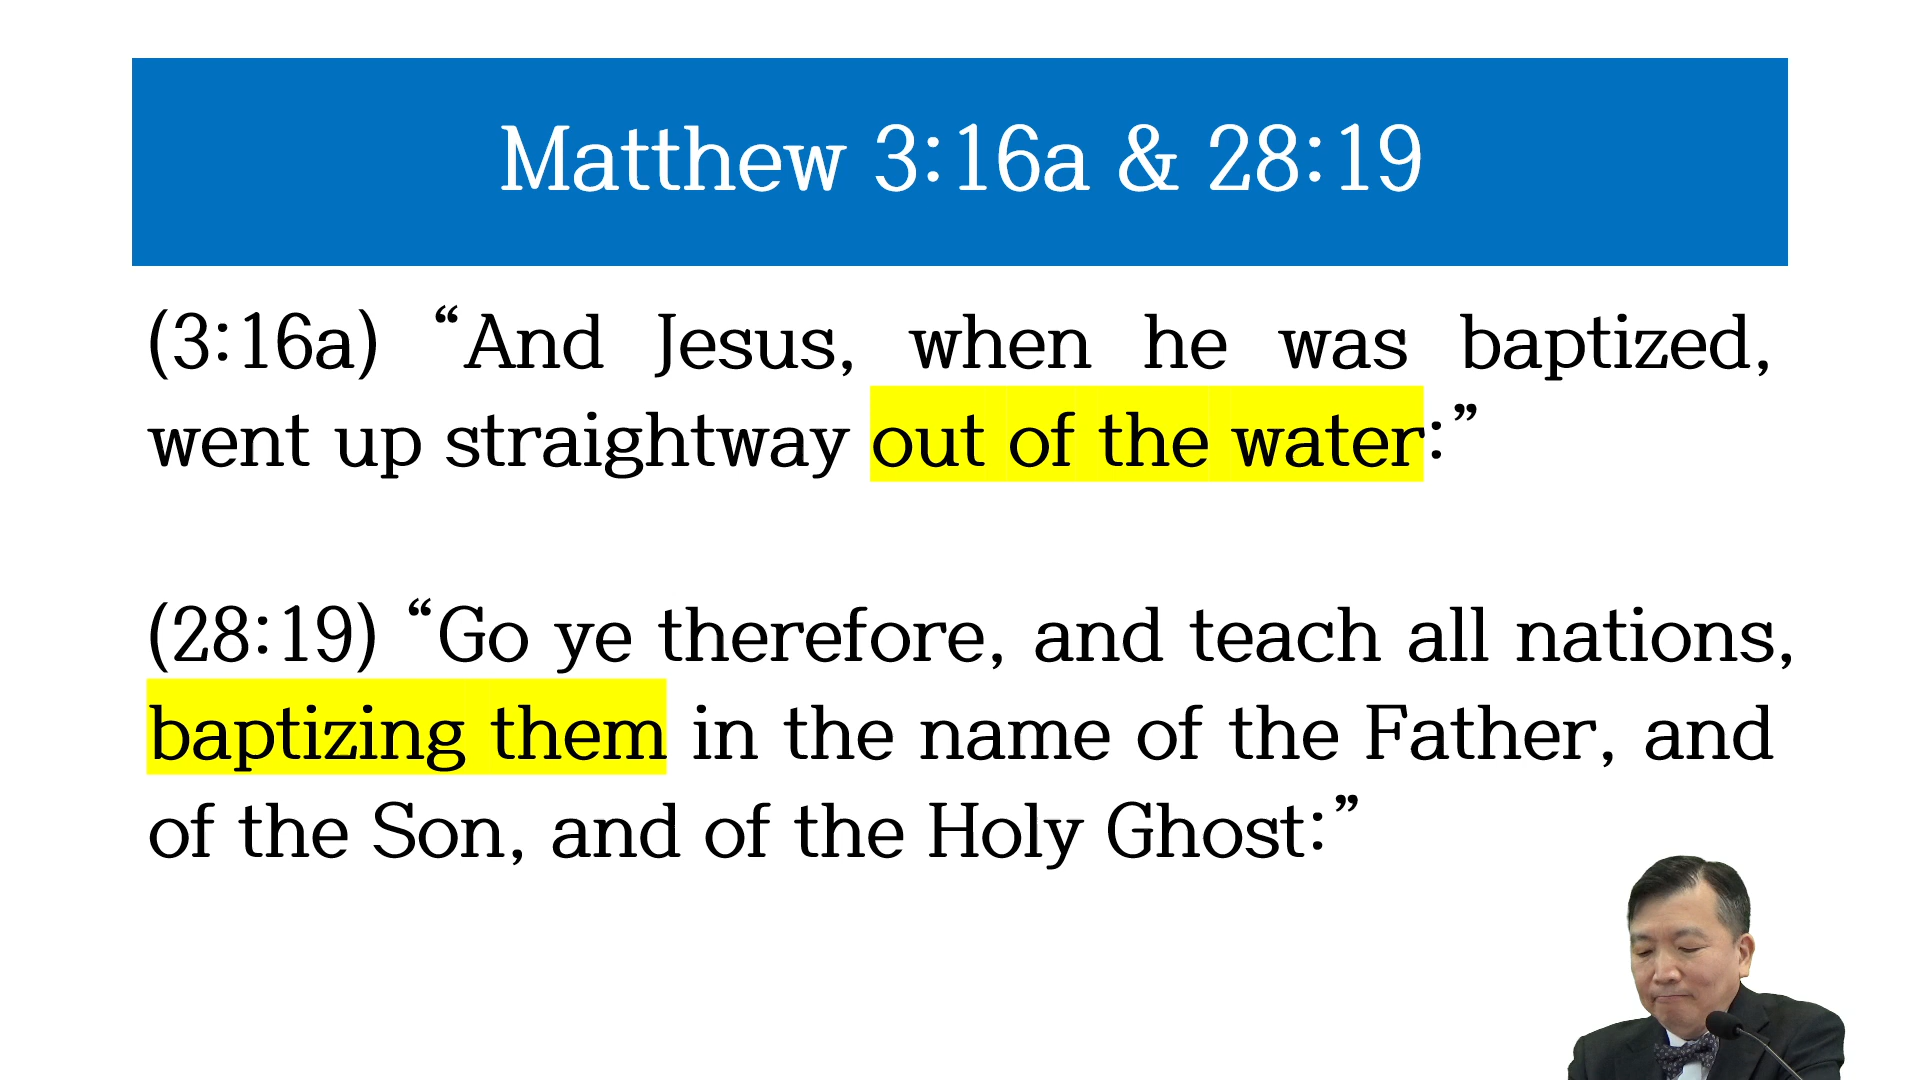 Matthew 3:16a & 28:19
(3:16a) “And Jesus, when he was baptized,
went up straightway out of the water:”
(28:19) “Go ye therefore, and teach all nations,
baptizing them in the name of the Father, and
of the Son, and of the Holy Ghost:”